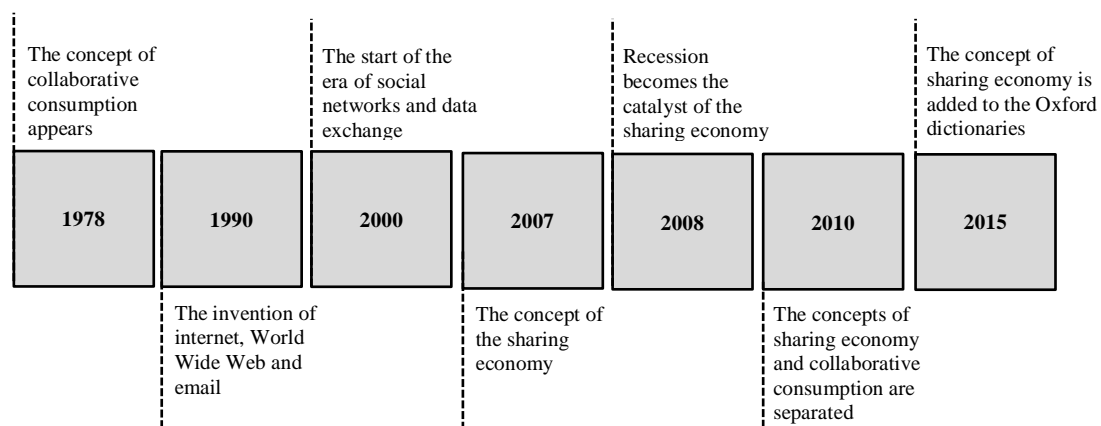 The concept of
collaborative
consumption
appears
The start of the
era of social
networks and data
exchange
Recession
becomes the
catalyst of the
sharing economy
The concept of
sharing economy is
added to the Oxford
dictionaries
1978
1990
2000
2007
2008
2010
2015
The invention of
internet, World
Wide Web and
email
The concept of
the sharing
economy
The concepts of
sharing economy
and collaborative
consumption are
separated